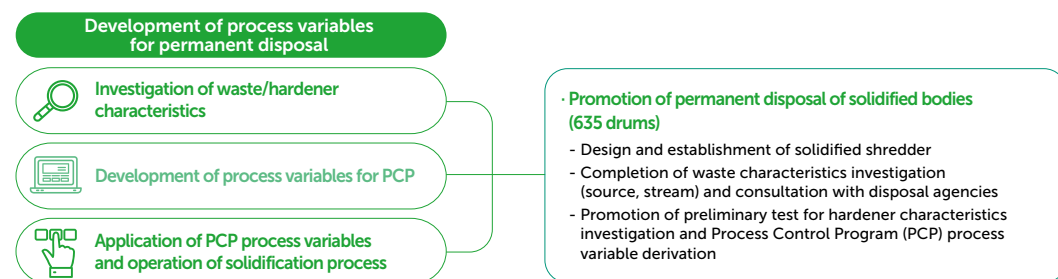 Development of process variables
for permanent disposal
Investigation of waste/hardener
characteristics
Development of process variables for PCP
Application of PCP process variables
and operation of solidification process
· Promotion of permanent disposal of solidified bodies
(635 drums)
- Design and establishment of solidified shredder
- Completion of waste characteristics investigation
(source, stream) and consultation with disposal agencies
- Promotion of preliminary test for hardener characteristics
investigation and Process Control Program (PCP) process
variable derivation